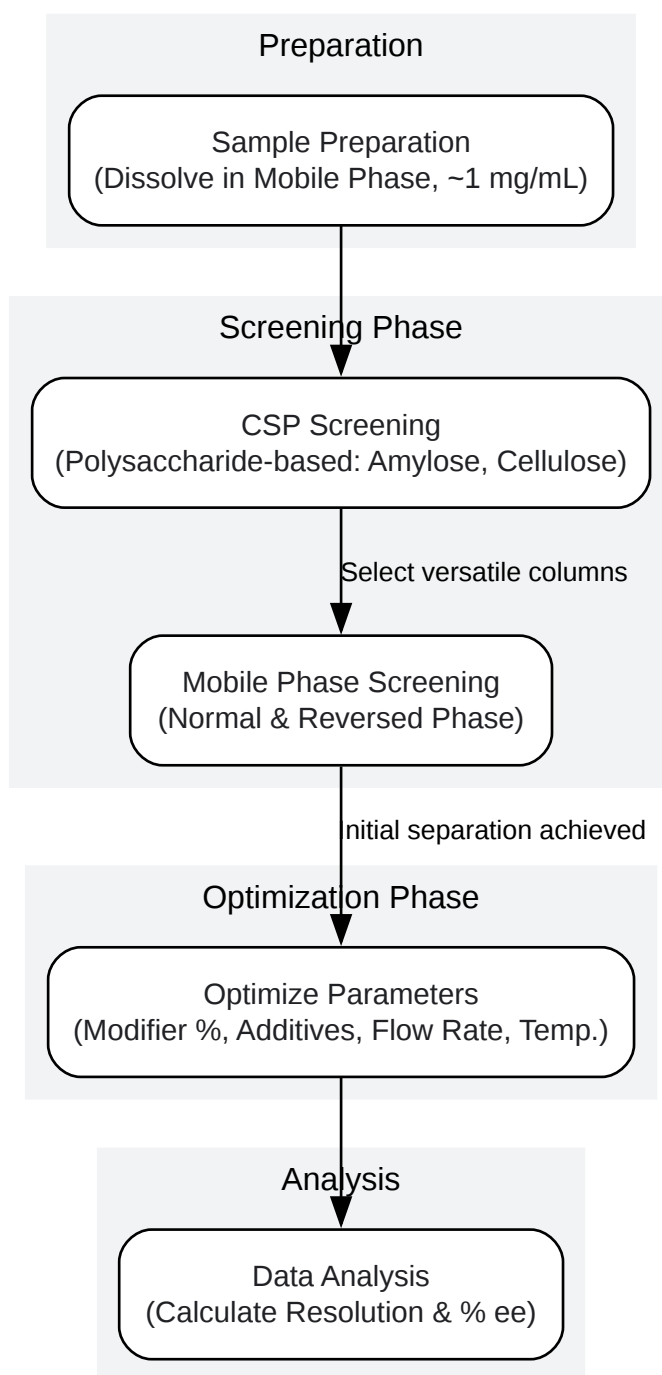 Preparation
Sample Preparation
(Dissolve in Mobile Phase, ~1 mg/mL)
Screening Phase
CSP Screening
(Polysaccharide-based: Amylose, Cellulose)
Select versatile columns
Mobile Phase Screening
(Normal & Reversed Phase)
Initial separation achieved
Optimization Phase
Optimize Parameters
(Modifier %, Additives, Flow Rate, Temp.)
Analysis
Data Analysis
(Calculate Resolution & % ee)